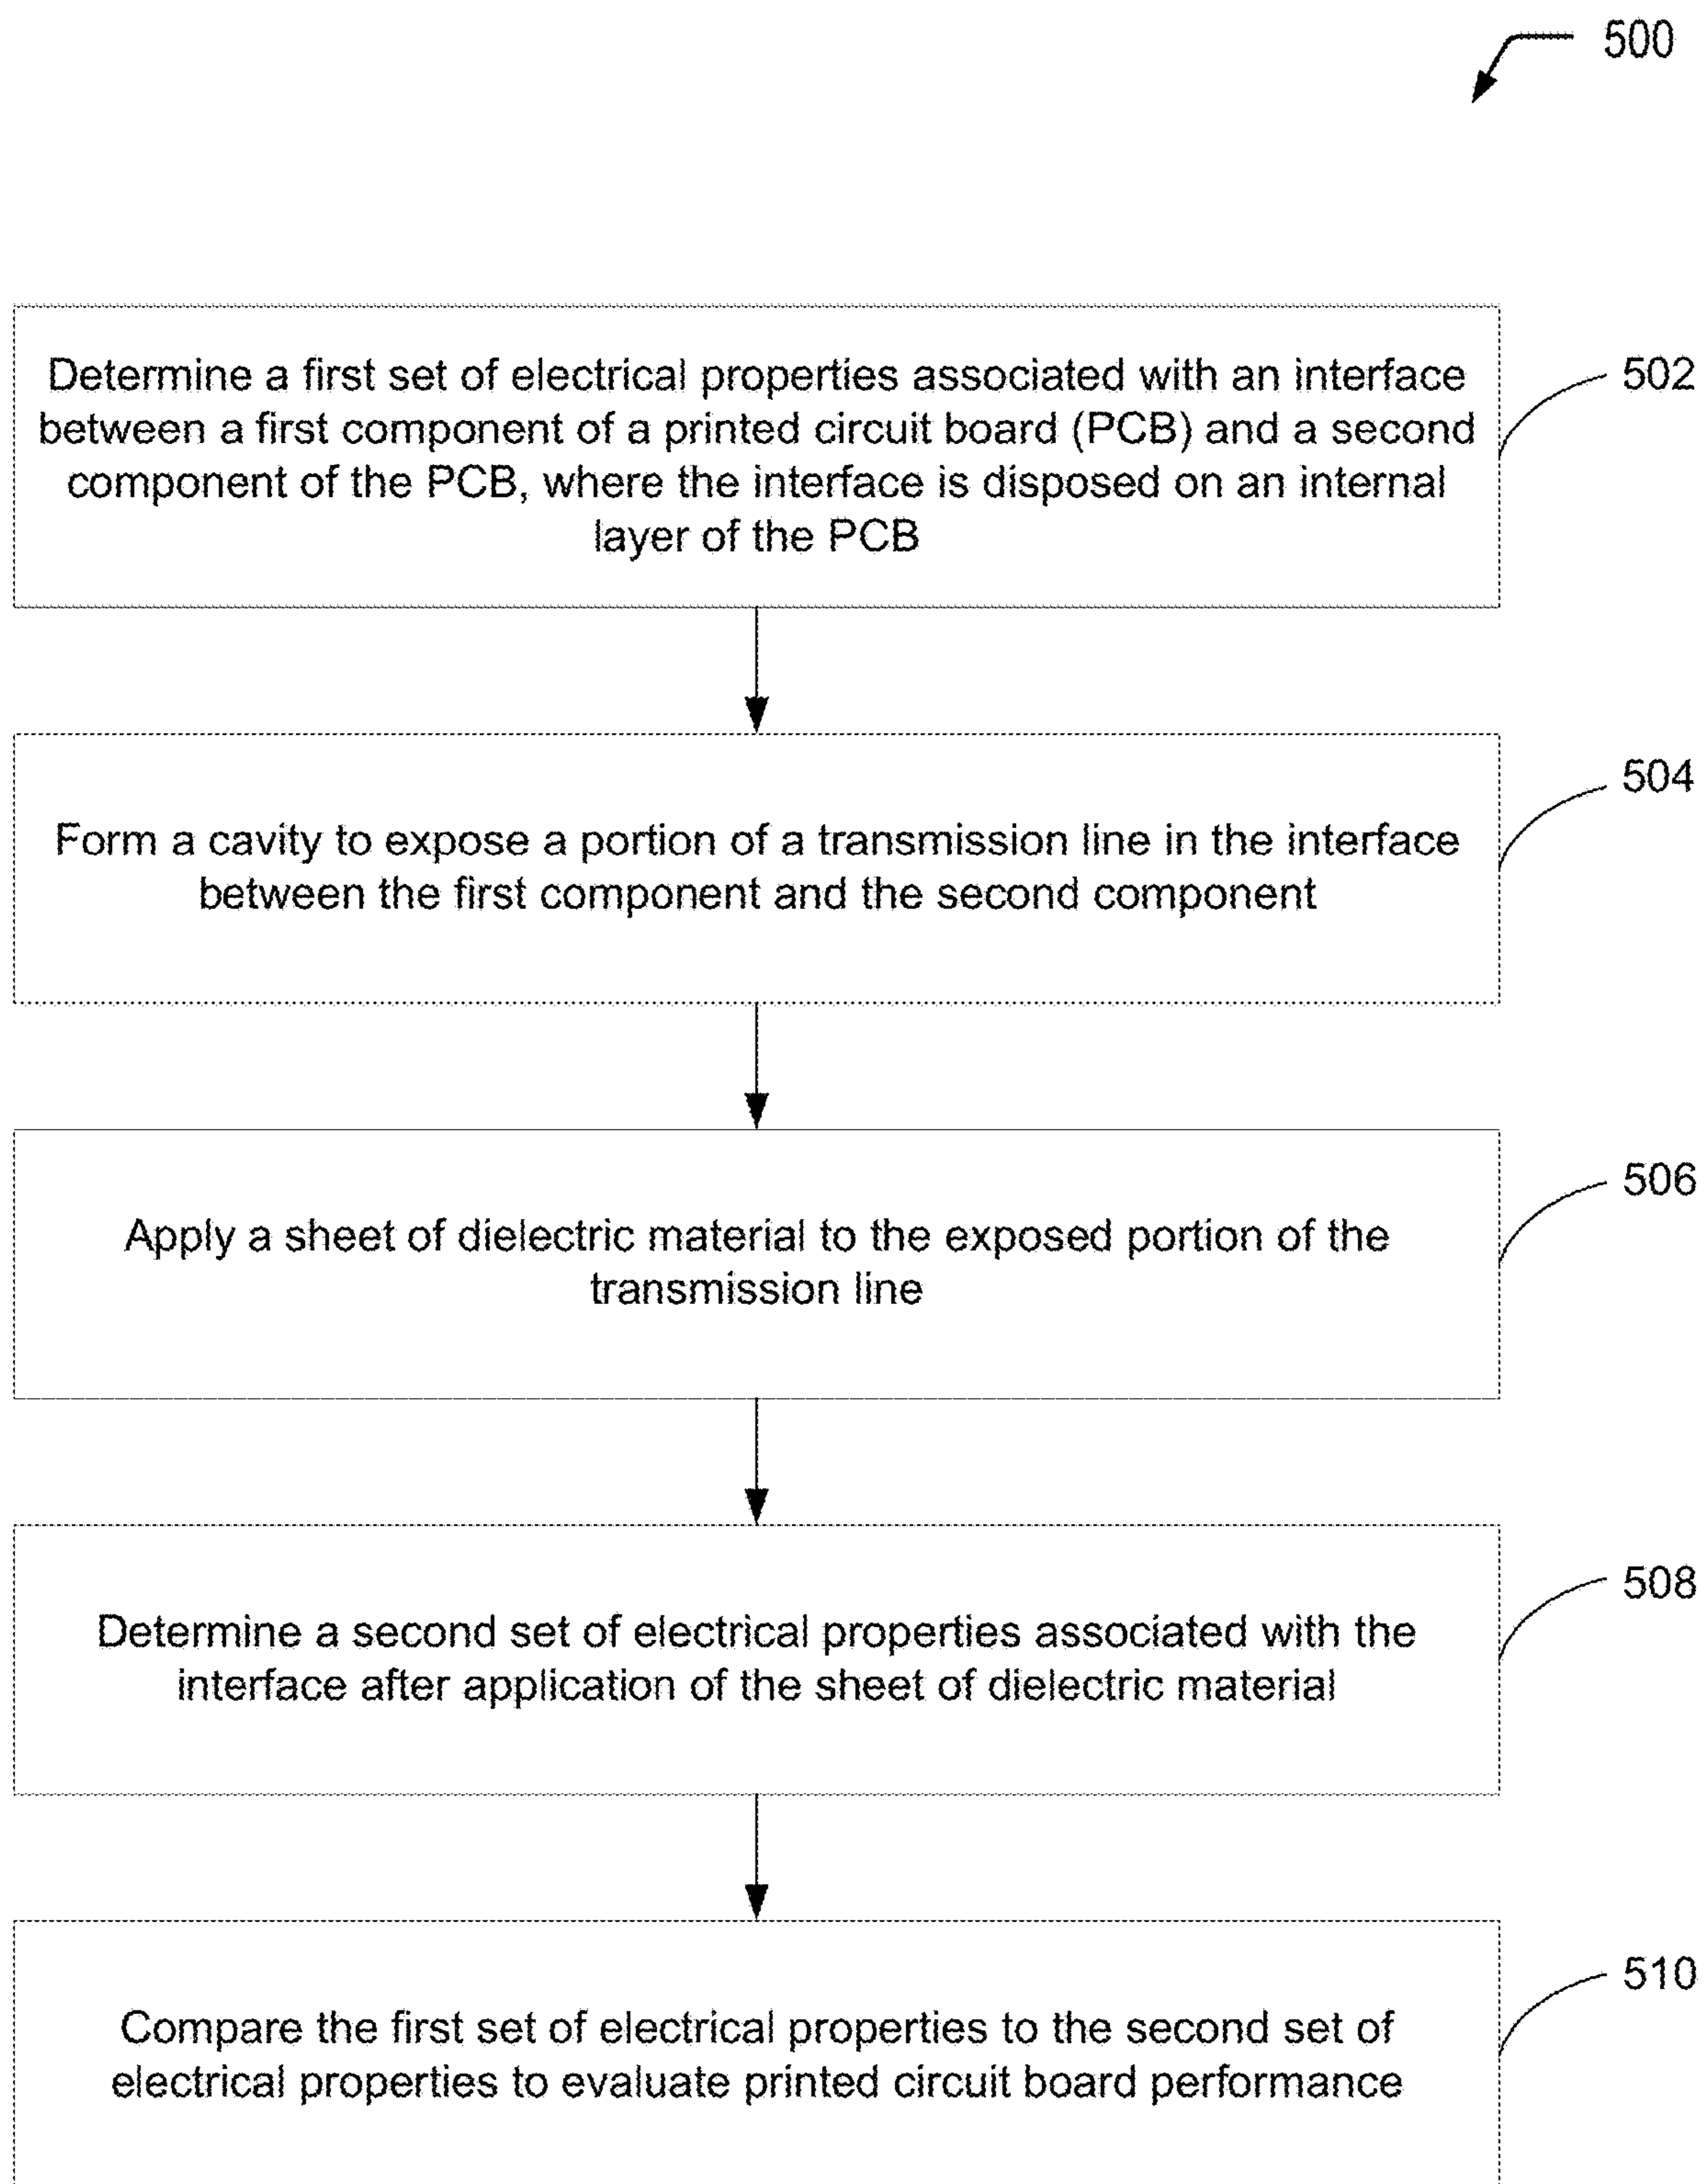 500
Determine a first set of electrical properties associated with an interface
between a first component of a printed circuit board (PCB) and a second
component of the PCB, where the interface is disposed on an internal
layer of the PCB
502
Form a cavity to expose a portion of a transmission line in the interface
between the first component and the second component
504
Apply a sheet of dielectric material to the exposed portion of the
transmission line
506
Determine a second set of electrical properties associated with the
interface after application of the sheet of dielectric material
508
Compare the first set of electrical properties to the second set of
electrical properties to evaluate printed circuit board performance
510